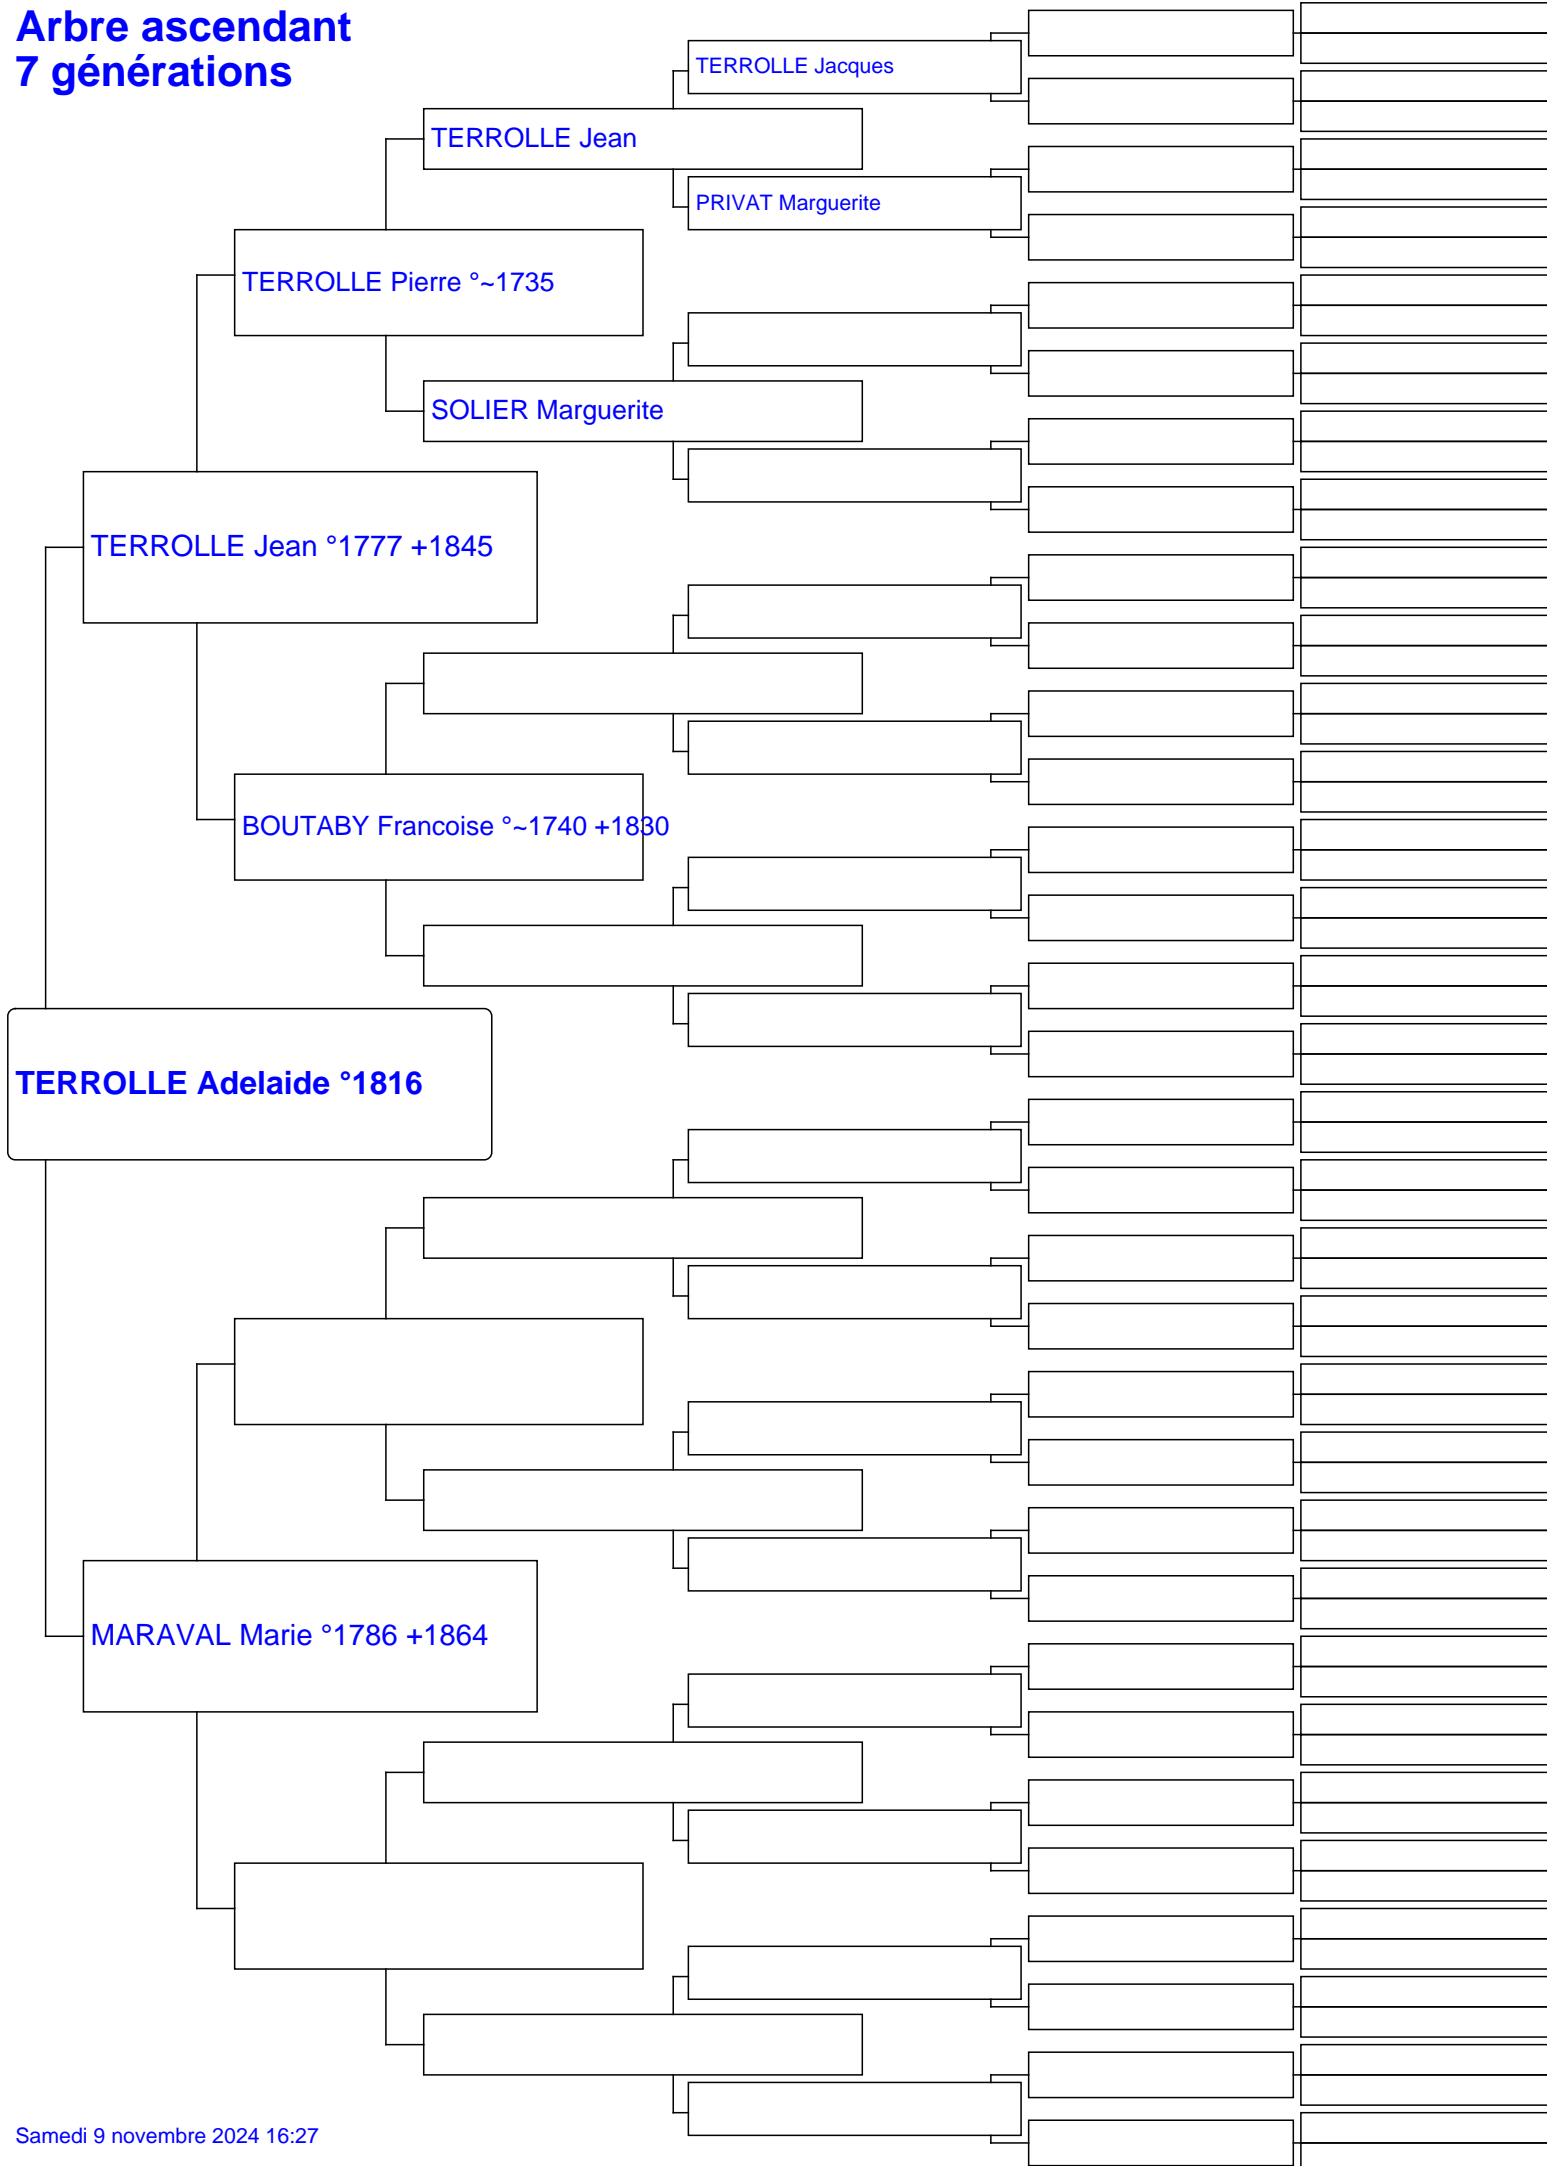 Arbre ascendant
7 générations
TERROLLE Jacques
TERROLLE Jean
PRIVAT Marguerite
TERROLLE Pierre °~1735
SOLIER Marguerite
TERROLLE Jean °1777 +1845
BOUTABY Francoise °~1740 +1830
TERROLLE Adelaide °1816
MARAVAL Marie °1786 +1864
Samedi 9 novembre 2024 16:27